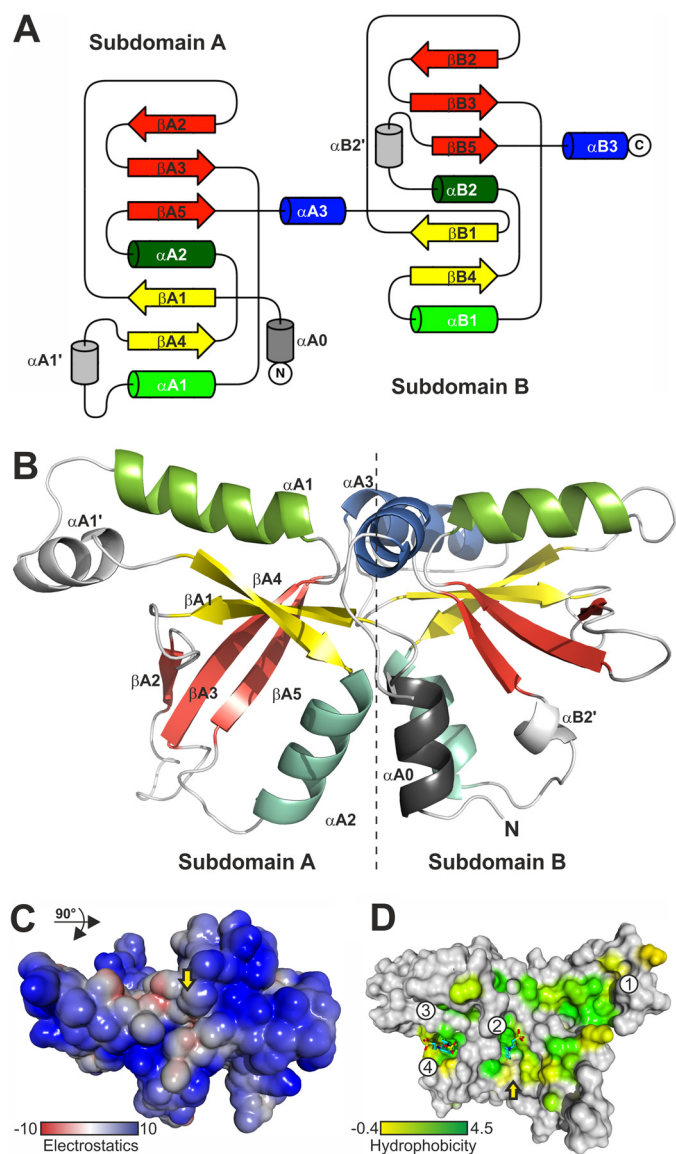 A
Subdomain A
βA2
βA3
βA5
αA3
αA2
βA1
βA4
αA1'
αA1
αA0
N
βB2
βB3
αB2'
βB5
αB3
C
αB2
βB1
βB4
αB1
Subdomain B
B
αA1
αA3
αA1'
βA4
βA1
βA2
βA3
βA5
αB2'
αA0
αA2
N
Subdomain A
Subdomain B
C
90°
-10
10
Electrostatics
D
1
3
2
4
-0.4
4.5
Hydrophobicity